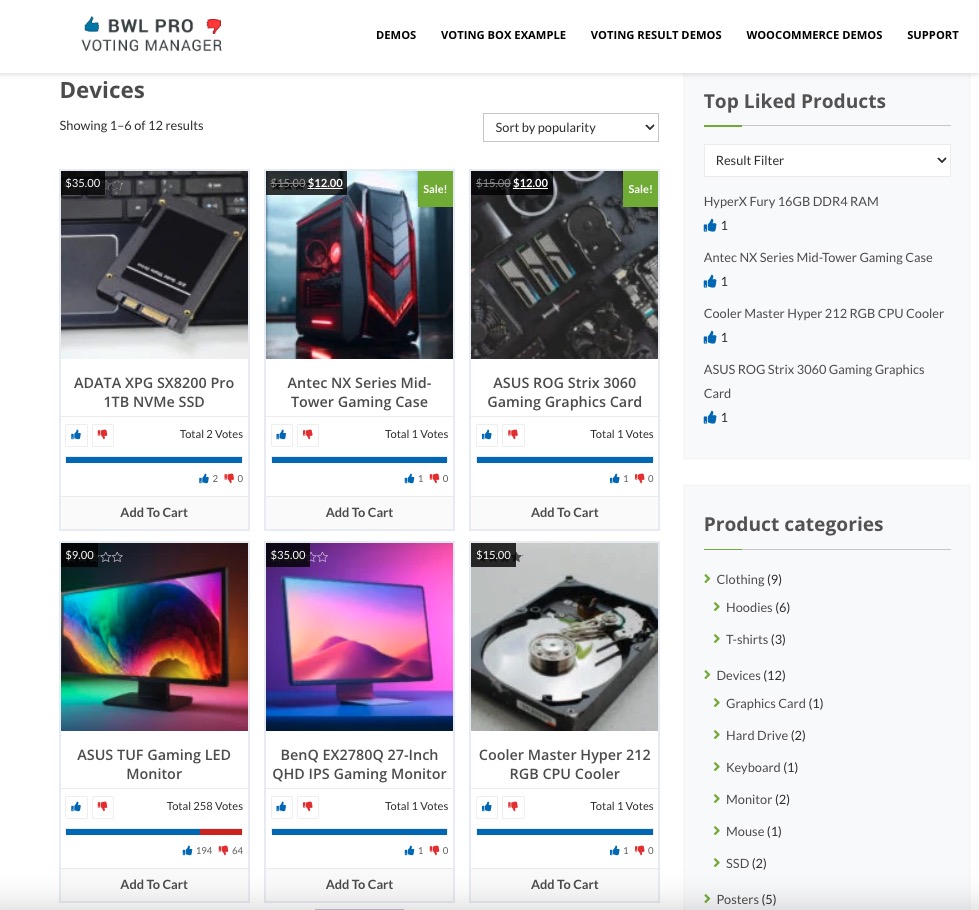 BWL PRO
VOTING MANAGER
DEMOS VOTING BOX EXAMPLE VOTING RESULT DEMOS WOOCOMMERCE DEMOS SUPPORT
Devices
Showing 1–6 of 12 results
Sort by popularity
$35.00
ADATA XPG SX8200 Pro
1TB NVMe SSD
Total 2 Votes
2 0
Add To Cart
$15.00 $12.00
Sale!
Antec NX Series Mid-
Tower Gaming Case
Total 1 Votes
1 0
Add To Cart
$15.00 $12.00
Sale!
ASUS ROG Strix 3060
Gaming Graphics Card
Total 1 Votes
1 0
Add To Cart
$9.00
ASUS TUF Gaming LED
Monitor
Total 258 Votes
194 64
Add To Cart
$35.00
BenQ EX2780Q 27-Inch
QHD IPS Gaming Monitor
Total 1 Votes
1 0
Add To Cart
$15.00
Cooler Master Hyper 212
RGB CPU Cooler
Total 1 Votes
1 0
Add To Cart
Top Liked Products
Result Filter
HyperX Fury 16GB DDR4 RAM
1
Antec NX Series Mid-Tower Gaming Case
1
Cooler Master Hyper 212 RGB CPU Cooler
1
ASUS ROG Strix 3060 Gaming Graphics
Card
1
Product categories
Clothing (9)
Hoodies (6)
T-shirts (3)
Devices (12)
Graphics Card (1)
Hard Drive (2)
Keyboard (1)
Monitor (2)
Mouse (1)
SSD (2)
Posters (5)